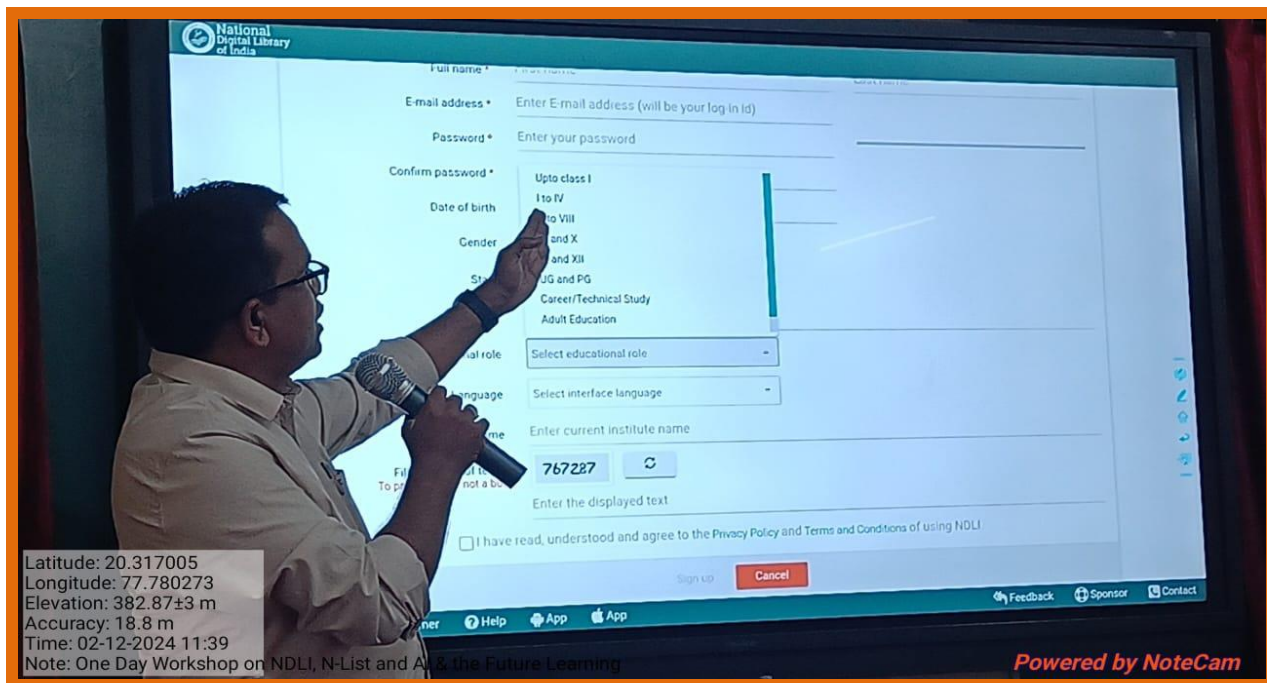 National
Digital Library
of India
Full name *
E-mail address *
Enter E-mail address (will be your log-in Id)
Password *
Enter your password
Confirm password *
Upto class I
I to IV
to VIII
Date of birth
and X
Gender
and XII
UG and PG
Career/Technical Study
Adult Education
Select educational role
Select interface language
Enter current institute name
767287
not a
Enter the displayed text
I have read, understood and agree to the Privacy Policy and Terms and Conditions of using NDLI
Sign up
Cancel
Help
App
App
Feedback
Sponsor
Contact
Latitude: 20.317005
Longitude: 77.780273
Elevation: 382.87±3 m
Accuracy: 18.8 m
Time: 02-12-2024 11:39
Note: One Day Workshop on NDLI, N-List and AI & the Future Learning
Powered by NoteCam